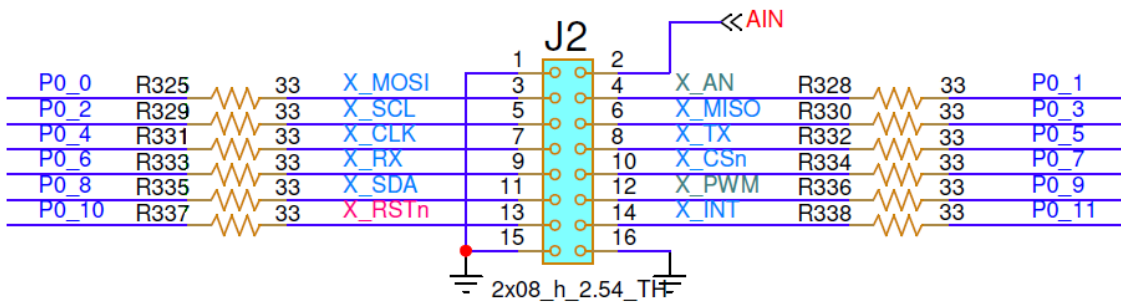 AIN
J2
1 2
P0_0 R325 33 X_MOSI 3 4 X_AN R328 33 P0_1
P0_2 R329 33 X_SCL 5 6 X_MISO R330 33 P0_3
P0_4 R331 33 X_CLK 7 8 X_TX R332 33 P0_5
P0_6 R333 33 X_RX 9 10 X_CSn R334 33 P0_7
P0_8 R335 33 X_SDA 11 12 X_PWM R336 33 P0_9
P0_10 R337 33 X_RSTn 13 14 X_INT R338 33 P0_11
15 16
2x08_h_2.54_TH